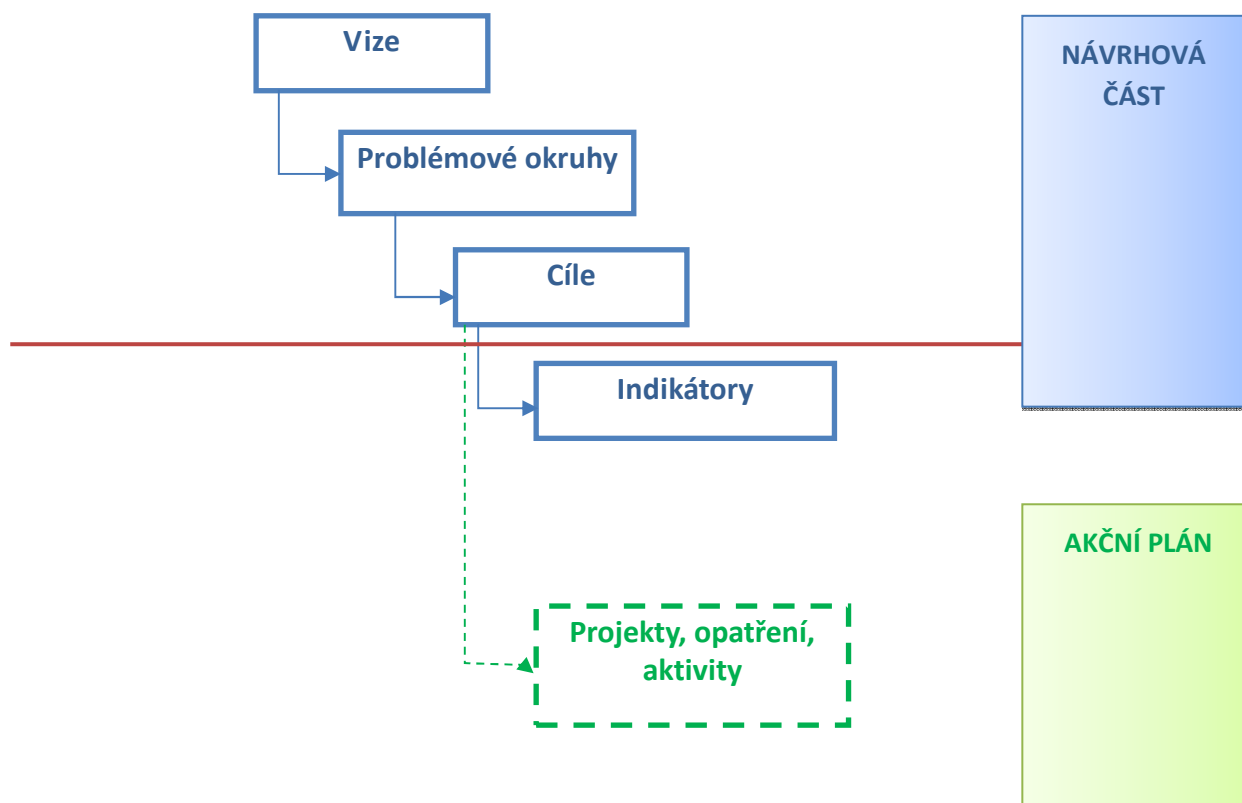 Vize
NÁVRHOVÁ
ČÁST
Problémové okruhy
Cíle
Indikátory
AKČNÍ PLÁN
Projekty, opatření,
aktivity